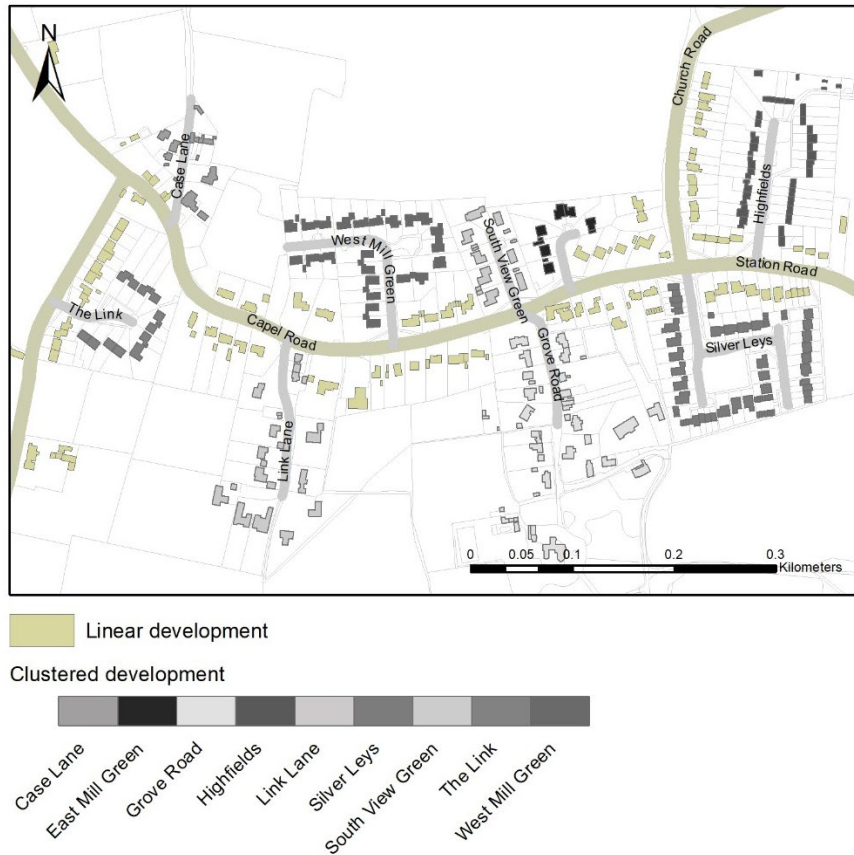 N
Church Road
Case Lane
Highfields
West Mill Green
South View Green
Station Road
The Link
Capel Road
Grove Road
Silver Leys
Link Lane
0 0.05 0.1 0.2 0.3
Kilometers
Linear development
Clustered development
Case Lane
East Mill Green
Grove Road
Highfields
Link Lane
Silver Leys
South View Green
The Link
West Mill Green